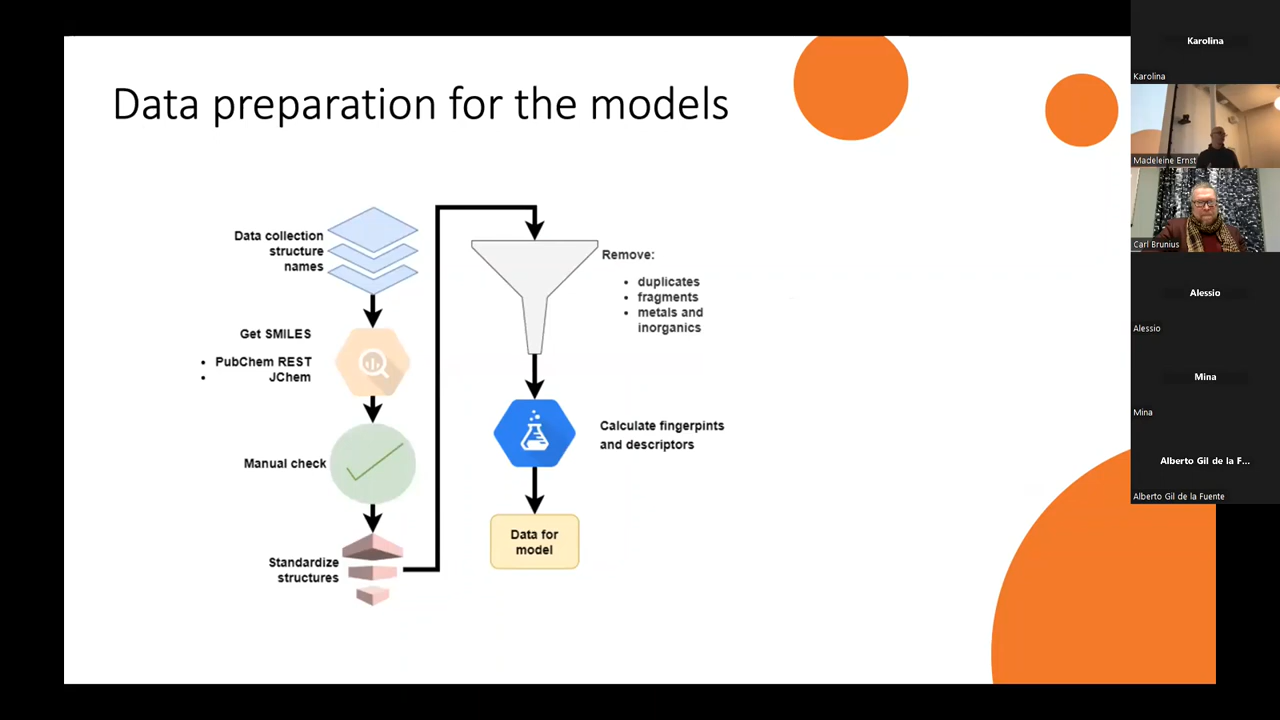 Data preparation for the models
Data collection
structure
names
Get SMILES
• PubChem REST
• JChem
Manual check
Standardize
structures
Remove:
• duplicates
• fragments
• metals and
inorganics
Calculate fingerpints
and descriptors
Data for
model
Karolina
Karolina
Madeleine Ernst
Carl Brunius
Alessio
Alessio
Mina
Mina
Alberto Gil de la F...
Alberto Gil de la Fuente